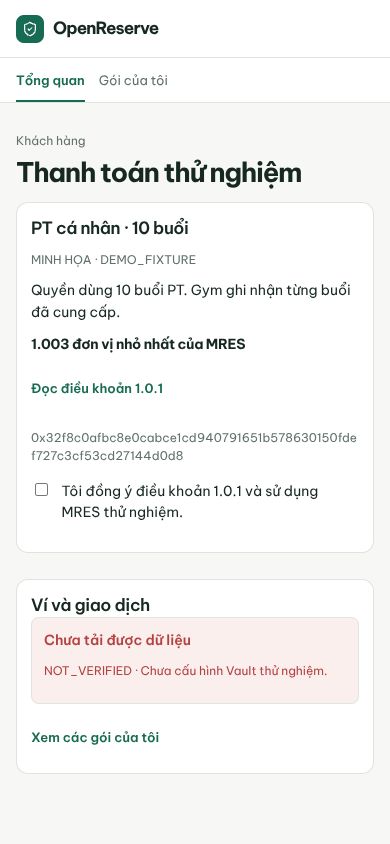 OpenReserve
Tổng quan Gói của tôi
Khách hàng
Thanh toán thử nghiệm
PT cá nhân · 10 buổi
MINH HỌA · DEMO_FIXTURE
Quyền dùng 10 buổi PT. Gym ghi nhận từng buổi
đã cung cấp.
1.003 đơn vị nhỏ nhất của MRES
Đọc điều khoản 1.0.1
0x32f8c0afbc8e0cabce1cd940791651b578630150fde
f727c3cf53cd27144d0d8
Tôi đồng ý điều khoản 1.0.1 và sử dụng
MRES thử nghiệm.
Ví và giao dịch
Chưa tải được dữ liệu
NOT_VERIFIED · Chưa cấu hình Vault thử nghiệm.
Xem các gói của tôi